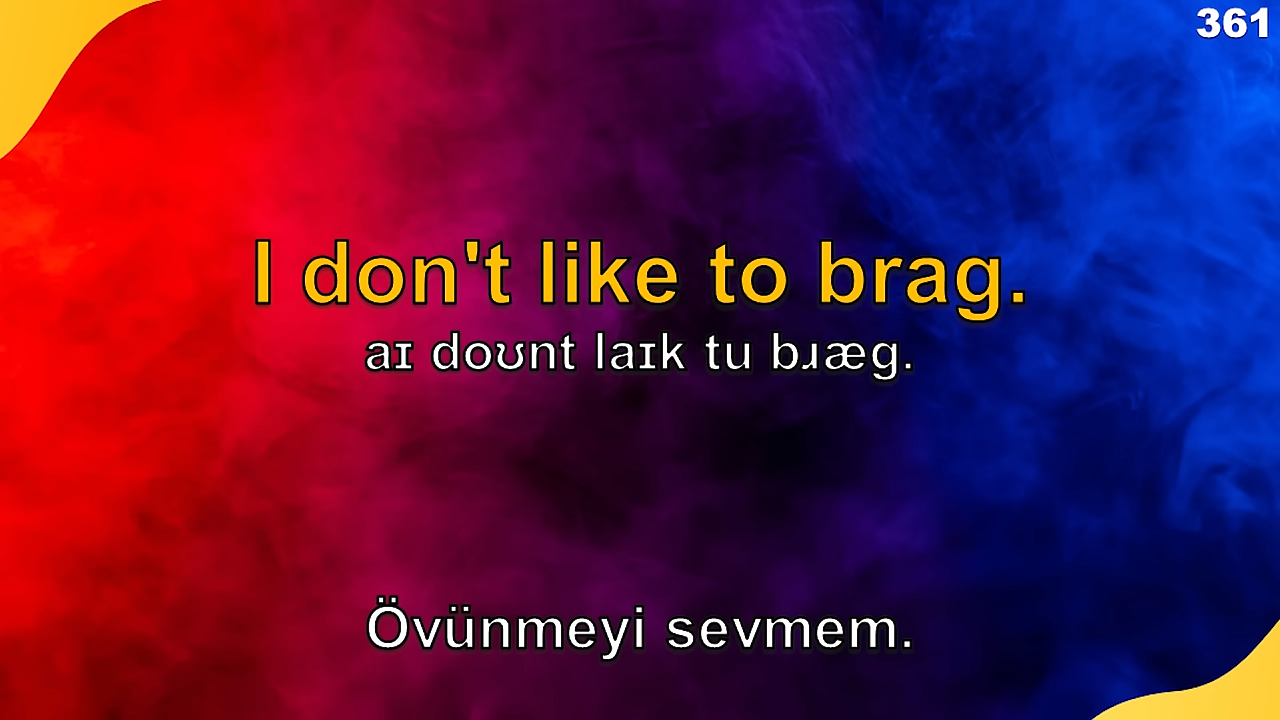 361
I don't like to brag.
aɪ doʊnt laɪk tu bɹæg.
Övünmeyi sevmem.